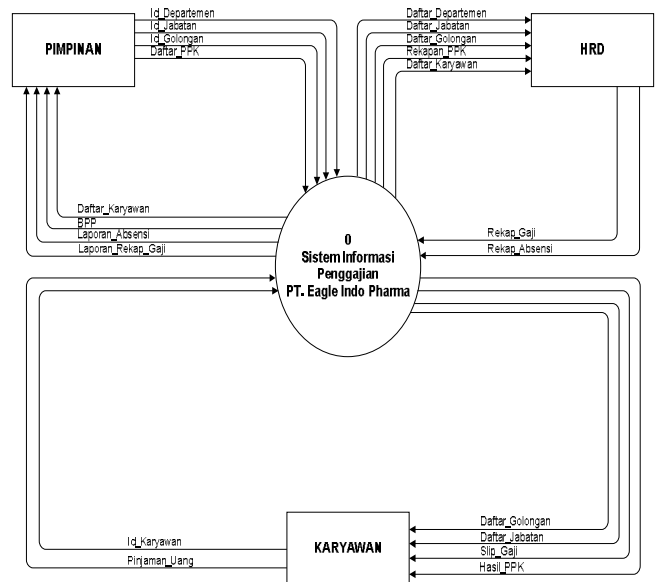 Id_Departemen
Id_Jabatan
Id_Golongan
Daftar_PPK
PIMPINAN
Daftar_Departemen
Daftar_Jabatan
Daftar_Golongan
Rekapan_PPK
Daftar_Karyawan
HRD
Daftar_Karyawan
BPP
Laporan_Absensi
Laporan_Rekap_Gaji
0
Sistem Informasi
Penggajian
PT. Eagle Indo Pharma
Rekap_Gaji
Rekap_Absensi
Id_Karyawan
Pinjaman_Uang
KARYAWAN
Daftar_Golongan
Daftar_Jabatan
Slip_Gaji
Hasil_PPK